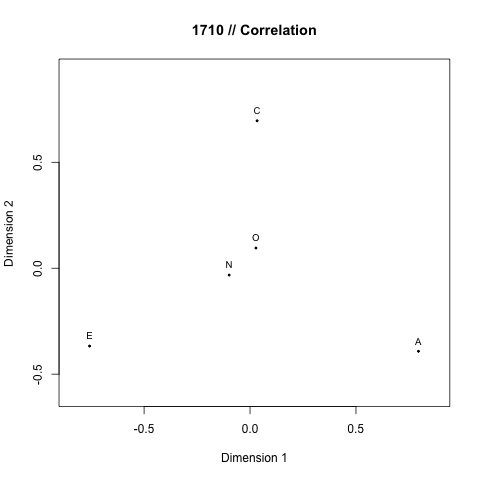 1710 // Correlation
C
O
N
E
A
Dimension 2
0.5
0.0
-0.5
-0.5
0.0
0.5
Dimension 1